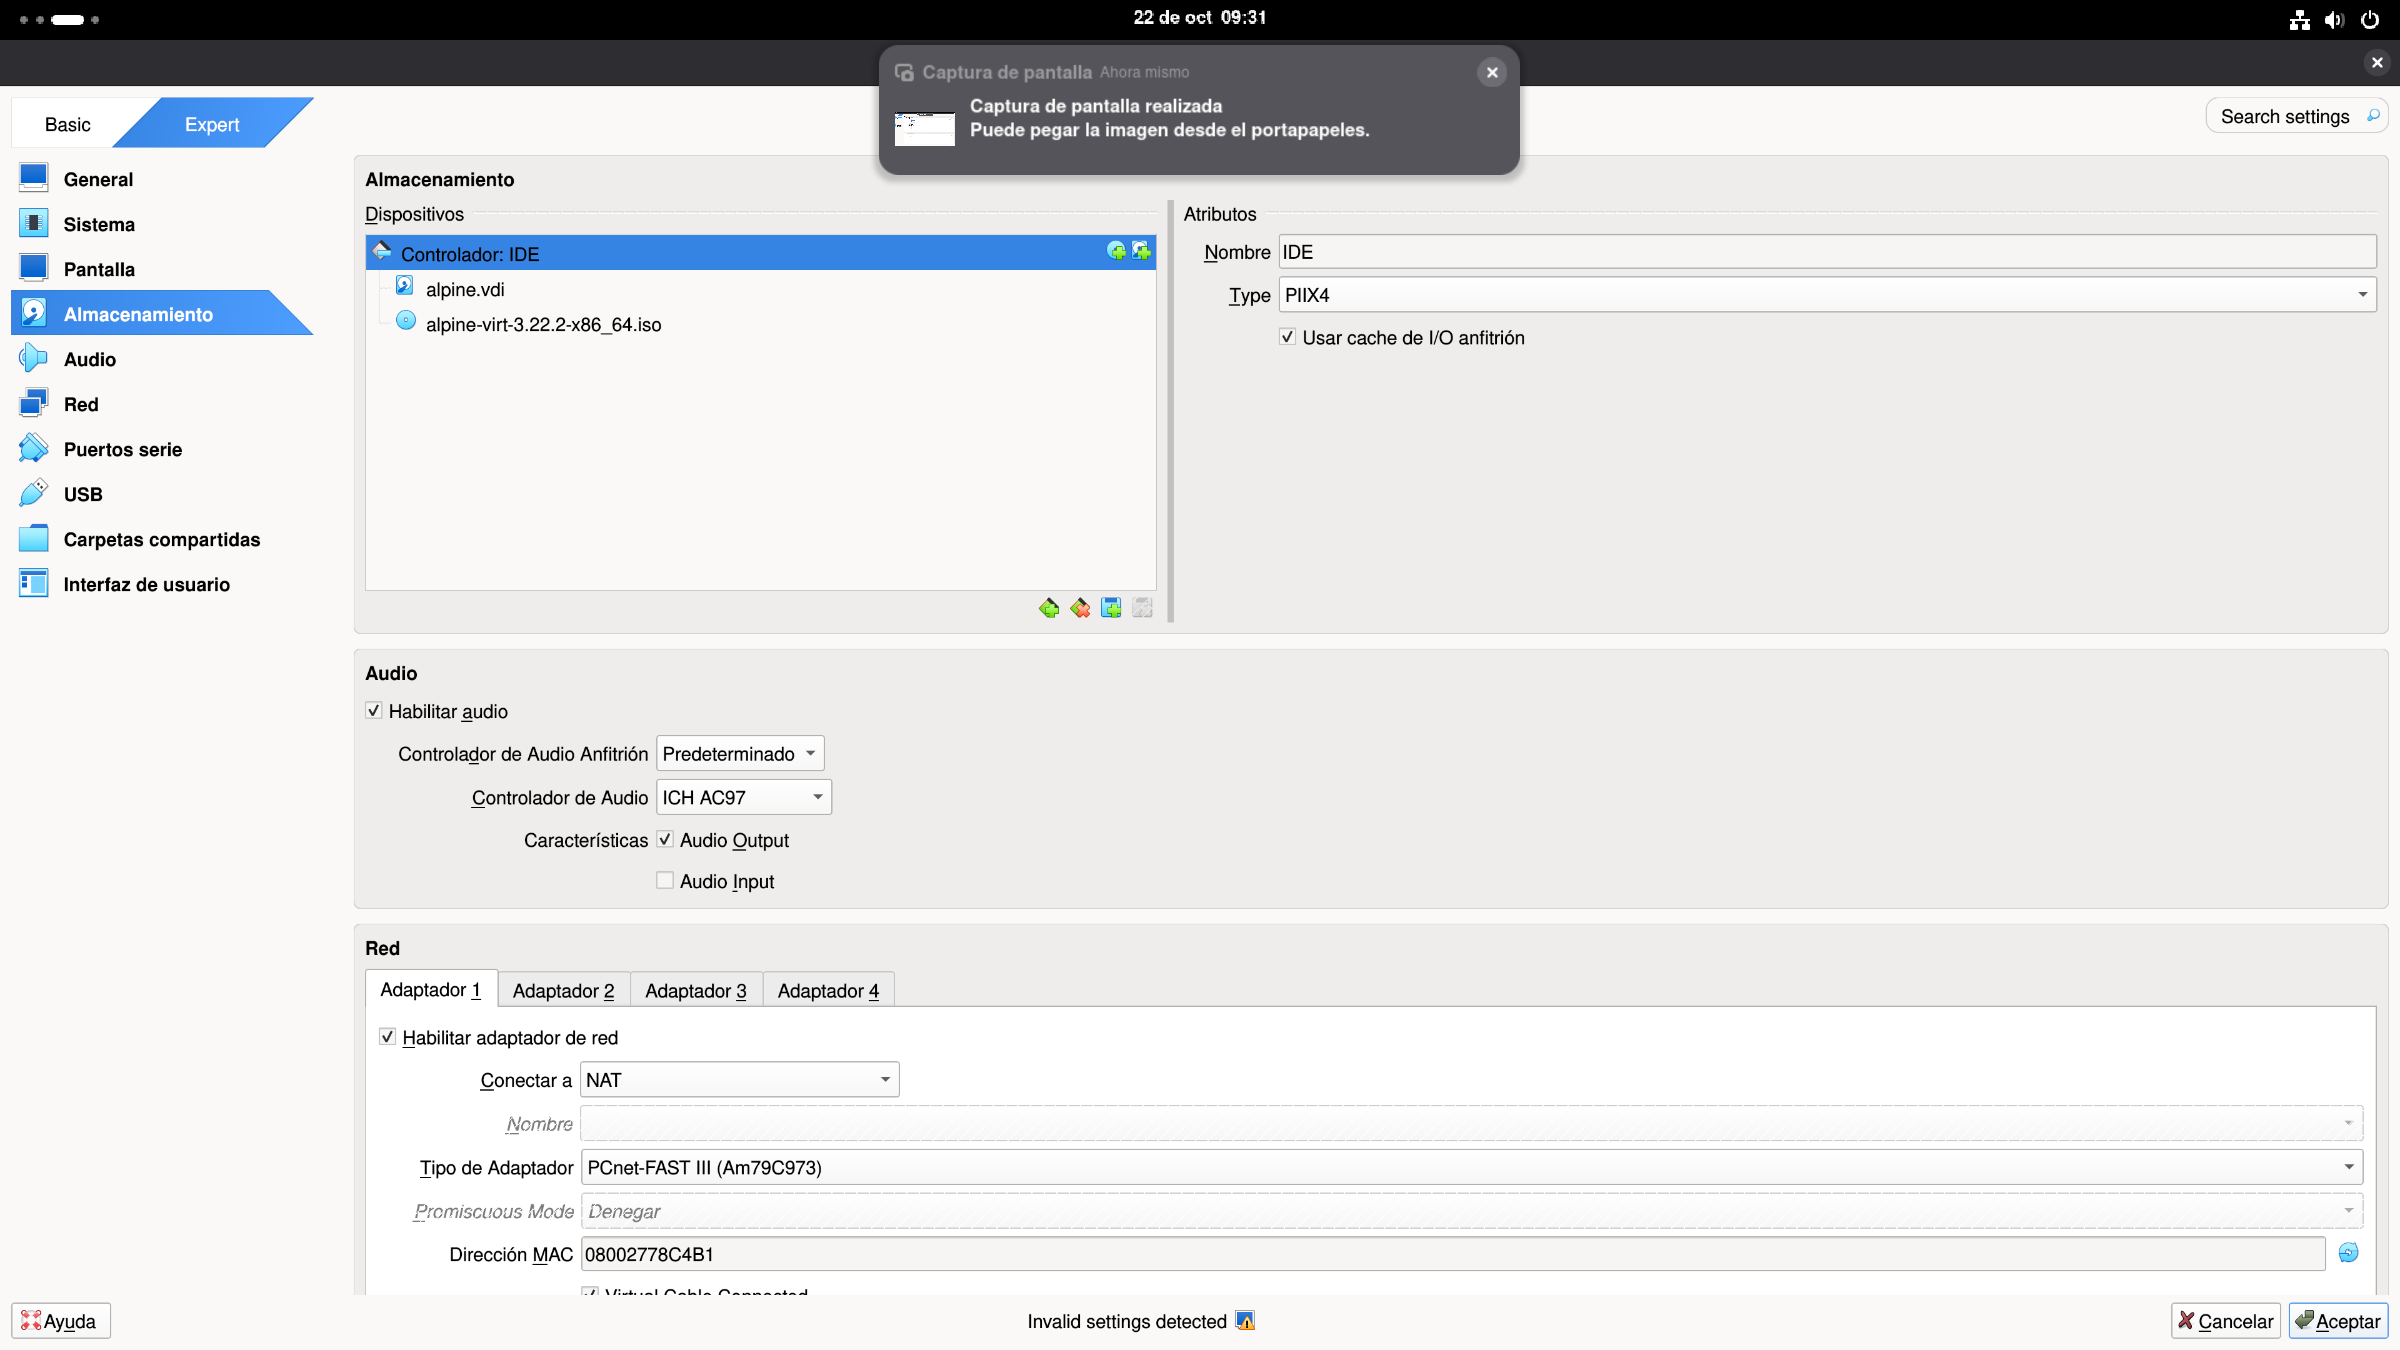 22 de oct 09:31
Captura de pantalla Ahora mismo
Captura de pantalla realizada
Puede pegar la imagen desde el portapapeles.
Basic
Expert
Search settings
General
Sistema
Pantalla
Almacenamiento
Audio
Red
Puertos serie
USB
Carpetas compartidas
Interfaz de usuario
Almacenamiento
Dispositivos
Controlador: IDE
alpine.vdi
alpine-virt-3.22.2-x86_64.iso
Atributos
Nombre IDE
Type PIIX4
Usar cache de I/O anfitrión
Audio
Habilitar audio
Controlador de Audio Anfitrión Predeterminado
Controlador de Audio ICH AC97
Características Audio Output
Audio Input
Red
Adaptador 1 Adaptador 2 Adaptador 3 Adaptador 4
Habilitar adaptador de red
Conectar a NAT
Nombre
Tipo de Adaptador PCnet-FAST III (Am79C973)
Promiscuous Mode Denegar
Dirección MAC 08002778C4B1
Virtual Cable Connected
Ayuda
Invalid settings detected
Cancelar
Aceptar